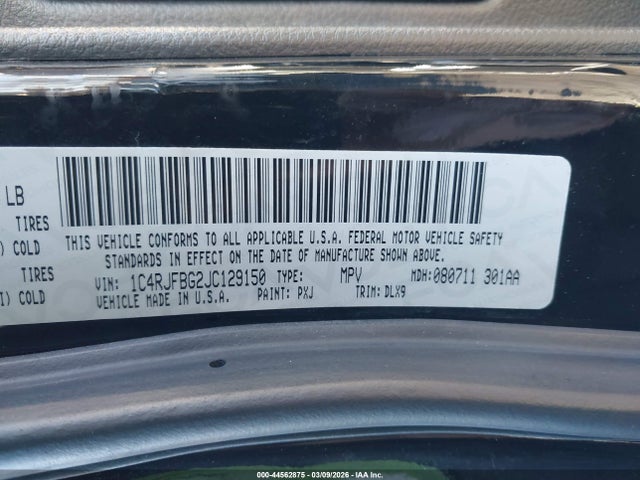 LB
TIRES
) COLD
TIRES
I) COLD
THIS VEHICLE CONFORMS TO ALL APPLICABLE U.S.A. FEDERAL MOTOR VEHICLE SAFETY
STANDARDS IN EFFECT ON THE DATE OF MANUFACTURE SHOWN ABOVE.
VIN: 1C4RJFBG2JC129150 TYPE: MPV MDH: 080711 301AA
VEHICLE MADE IN U.S.A. PAINT: PXJ TRIM: DLX9
000-44562875 - 03/09/2026 - IAA Inc.